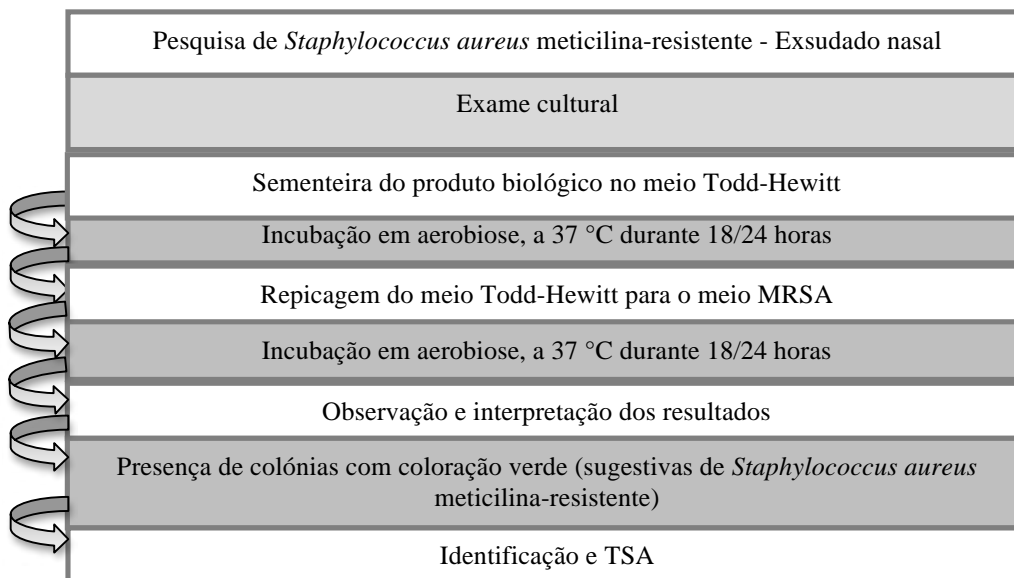 Pesquisa de Staphylococcus aureus meticilina-resistente - Exsudado nasal
Exame cultural
Sementeira do produto biológico no meio Todd-Hewitt
Incubação em aerobiose, a 37 °C durante 18/24 horas
Repicagem do meio Todd-Hewitt para o meio MRSA
Incubação em aerobiose, a 37 °C durante 18/24 horas
Observação e interpretação dos resultados
Presença de colónias com coloração verde (sugestivas de Staphylococcus aureus
meticilina-resistente)
Identificação e TSA